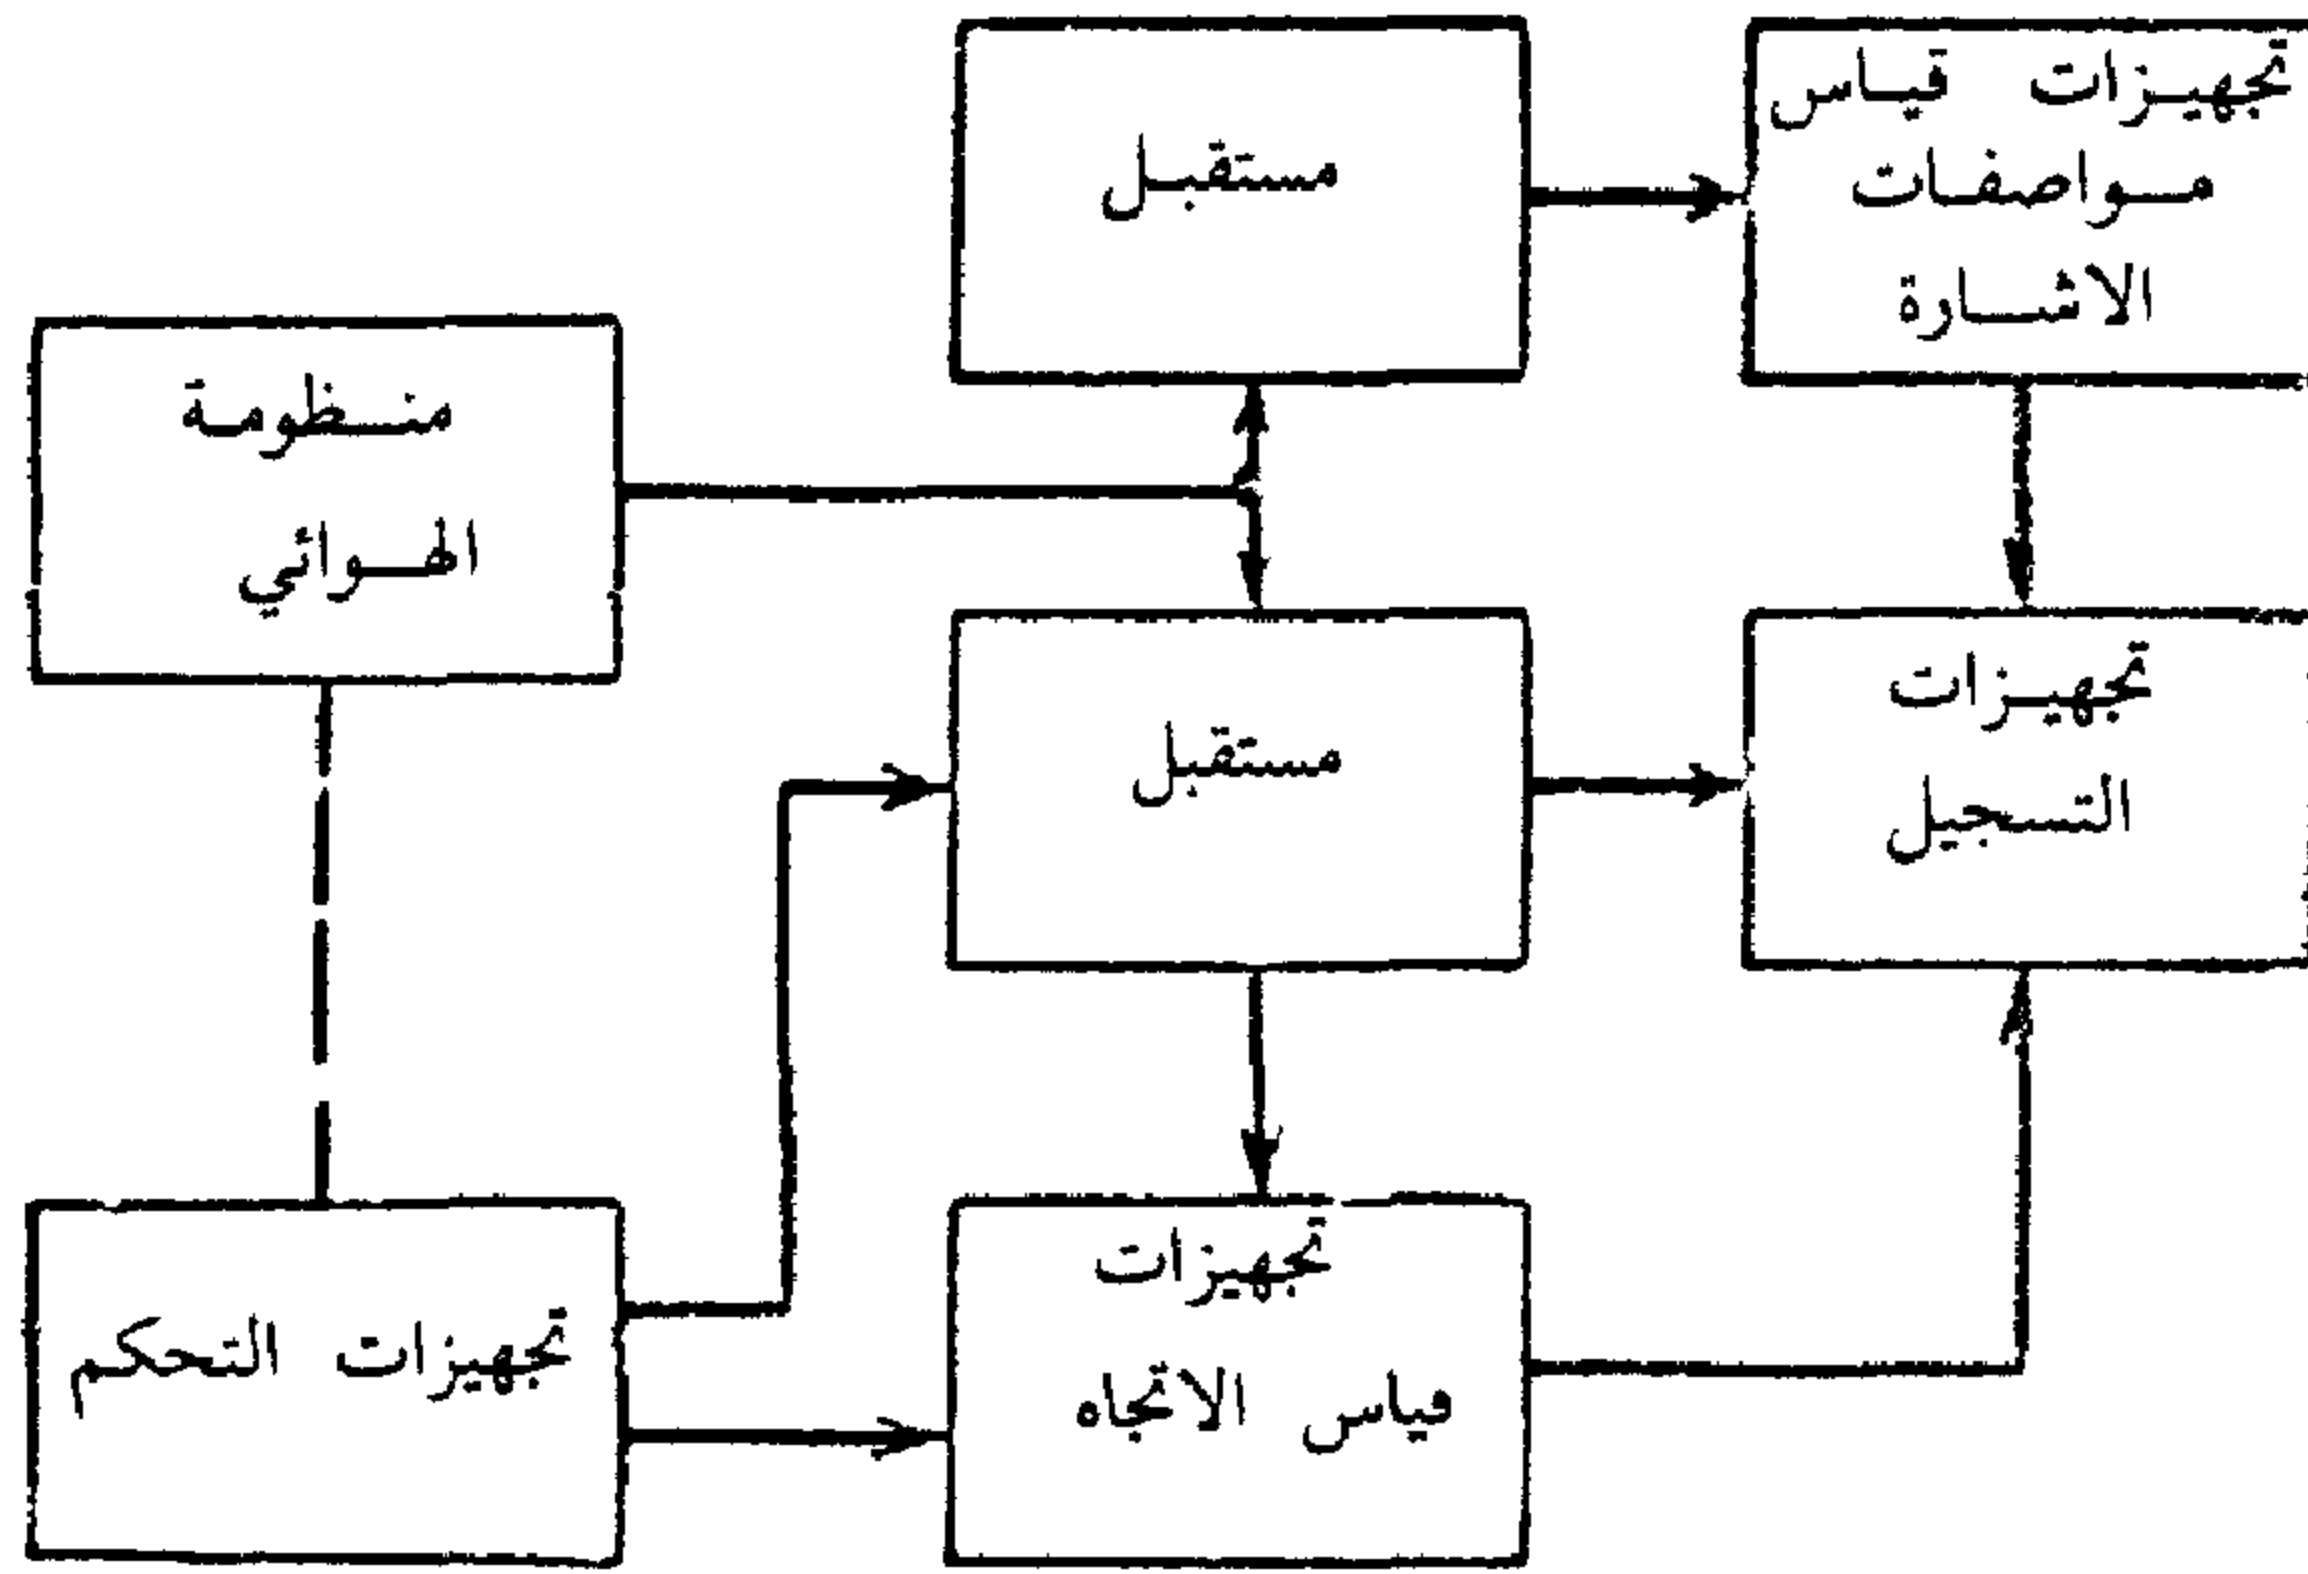 تجهيزات قياس
مواصفات
الاشارة
مستقبل
منظومة
الهوائي
تجهيزات
التسجيل
مستقبل
تجهيزات
قياس الاتجاه
تجهيزات التحكم